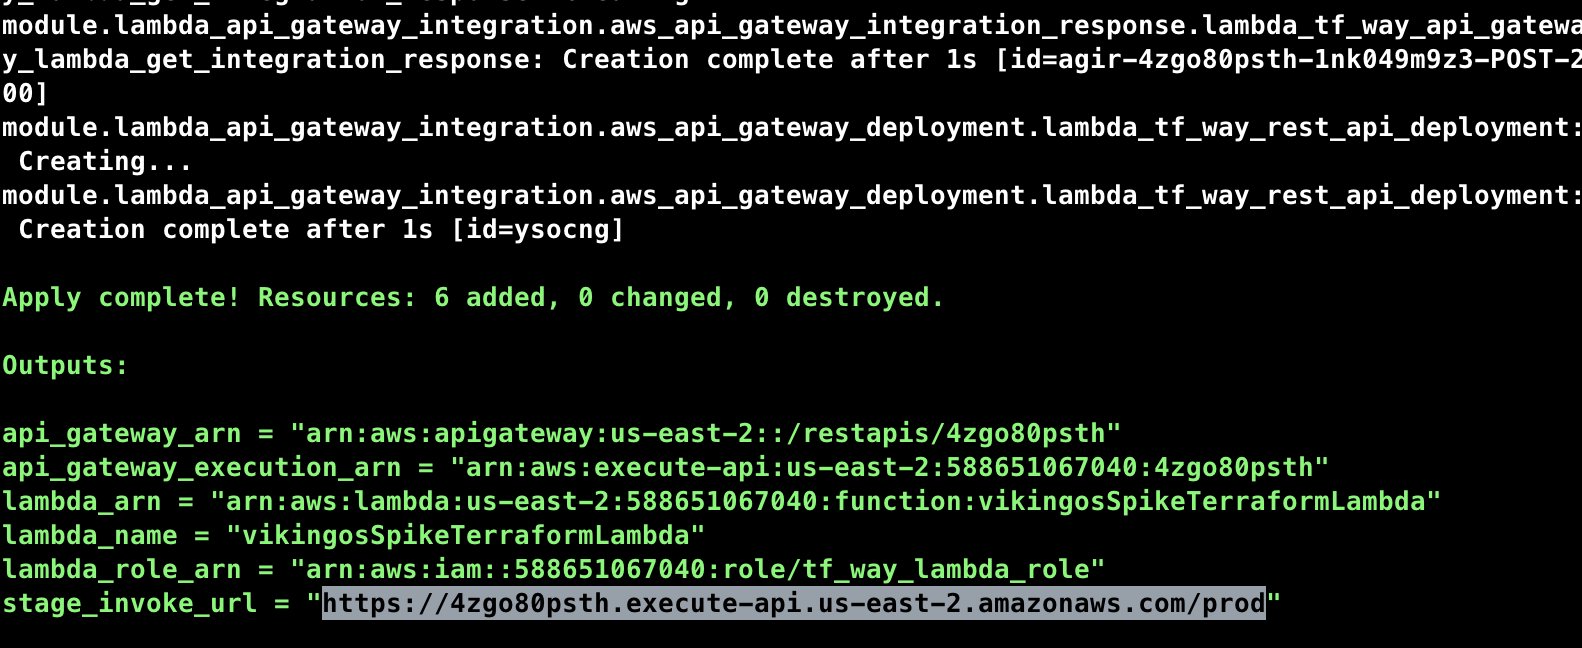 module.lambda_api_gateway_integration.aws_api_gateway_integration_response.lambda_tf_way_api_gatewa
y_lambda_get_integration_response: Creation complete after 1s [id=agir-4zgo80psth-1nk049m9z3-POST-2
00]
module.lambda_api_gateway_integration.aws_api_gateway_deployment.lambda_tf_way_rest_api_deployment:
 Creating...
module.lambda_api_gateway_integration.aws_api_gateway_deployment.lambda_tf_way_rest_api_deployment:
 Creation complete after 1s [id=ysocng]
Apply complete! Resources: 6 added, 0 changed, 0 destroyed.
Outputs:
api_gateway_arn = "arn:aws:apigateway:us-east-2::/restapis/4zgo80psth"
api_gateway_execution_arn = "arn:aws:execute-api:us-east-2:588651067040:4zgo80psth"
lambda_arn = "arn:aws:lambda:us-east-2:588651067040:function:vikingosSpikeTerraformLambda"
lambda_name = "vikingosSpikeTerraformLambda"
lambda_role_arn = "arn:aws:iam::588651067040:role/tf_way_lambda_role"
stage_invoke_url = "https://4zgo80psth.execute-api.us-east-2.amazonaws.com/prod"